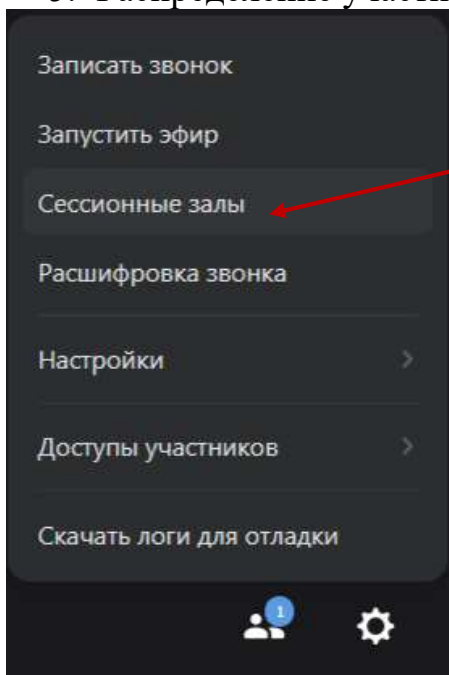 Записать звонок
Запустить эфир
Сессионные залы
Расшифровка звонка
Настройки
Доступы участников
Скачать логи для отладки
1